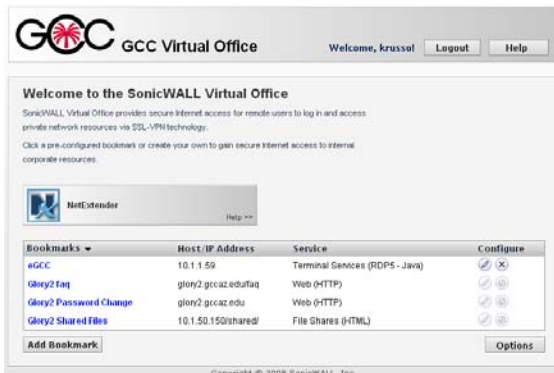 GCC GCC Virtual Office
Welcome, krusso! Logout Help
Welcome to the SonicWALL Virtual Office
SonicWALL Virtual Office provides secure Internet access for remote users to log in and access
private network resources via SSL-VPN technology.
Click a pre-configured bookmark or create your own to gain secure Internet access to internal
corporate resources.
NetExtender
Help >>
Bookmarks Host/IP Address Service Configure
eGCC 10.1.1.59 Terminal Services (RDP5 - Java)
Glory2 faq glory2.gccaz.edu/faq Web (HTTP)
Glory2 Password Change glory2.gccaz.edu Web (HTTP)
Glory2 Shared Files 10.1.50.150/shared/ File Shares (HTML)
Add Bookmark Options
Copyright © 2008 SonicWALL, Inc.